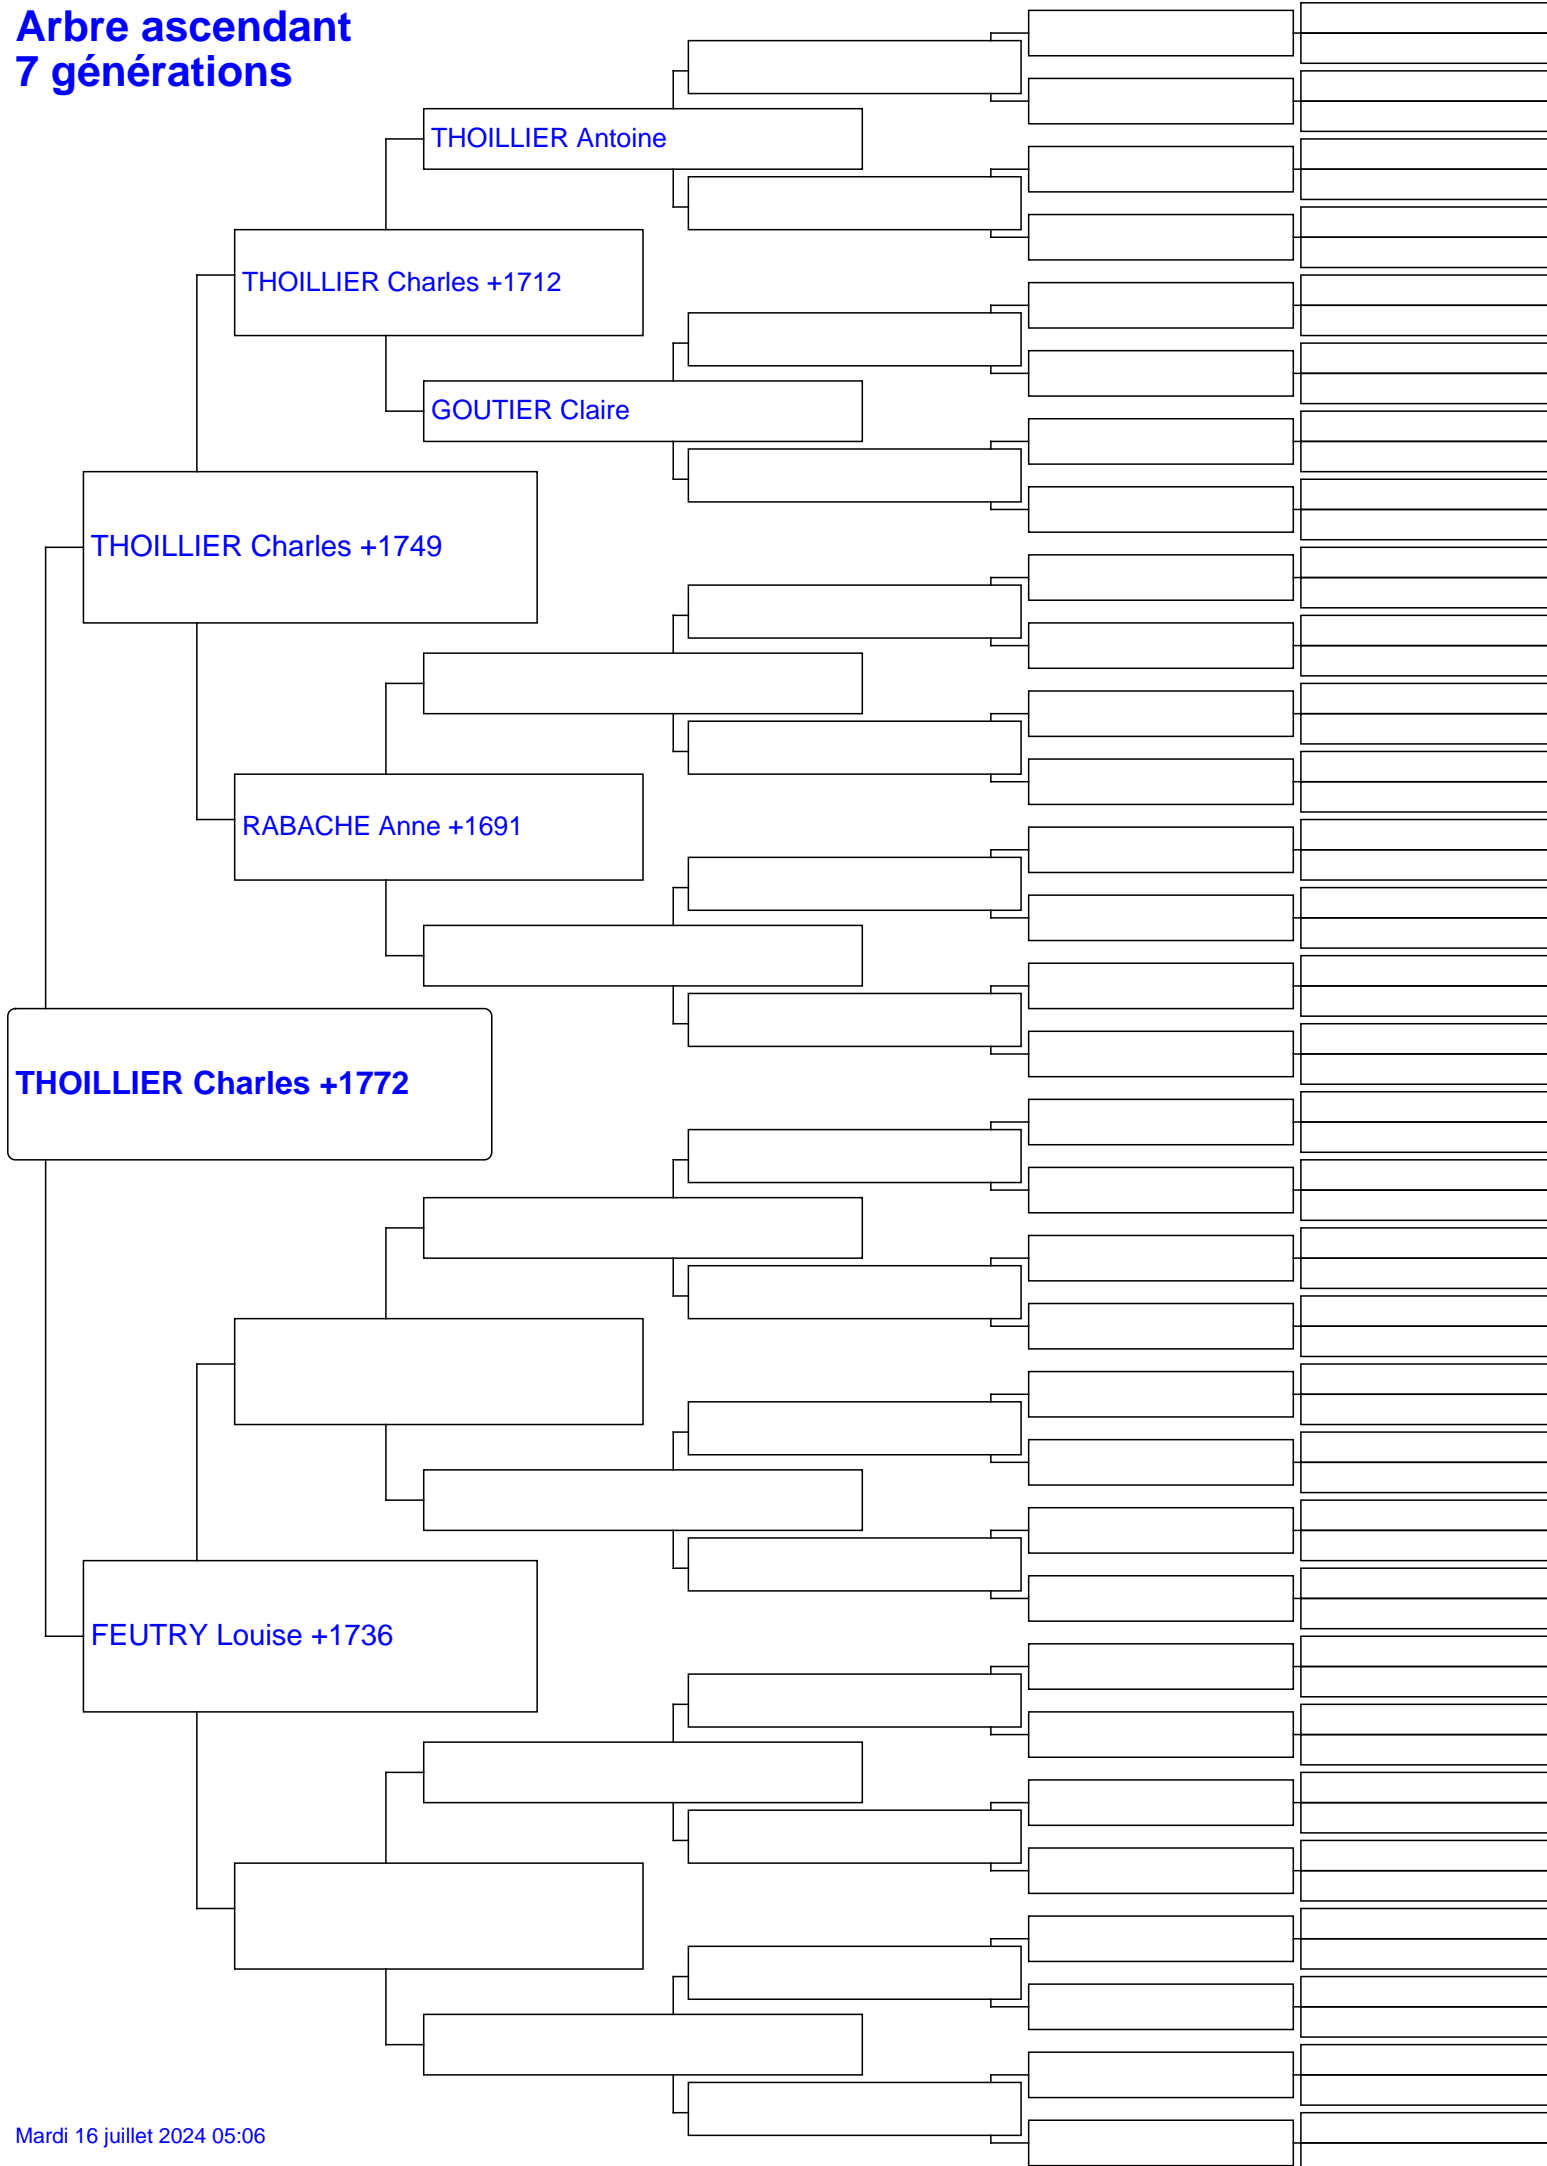 Arbre ascendant
7 générations
THOILLIER Antoine
THOILLIER Charles +1712
GOUTIER Claire
THOILLIER Charles +1749
RABACHE Anne +1691
THOILLIER Charles +1772
FEUTRY Louise +1736
Mardi 16 juillet 2024 05:06